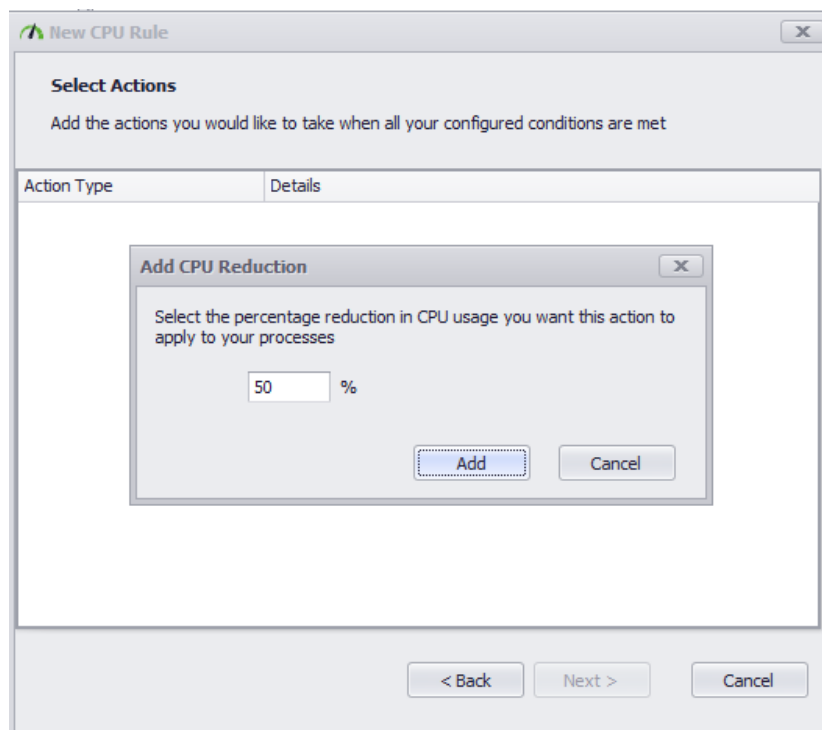 New CPU Rule
Select Actions
Add the actions you would like to take when all your configured conditions are met
Action Type Details
Add CPU Reduction
Select the percentage reduction in CPU usage you want this action to
apply to your processes
50 %
Add Cancel
< Back Next > Cancel